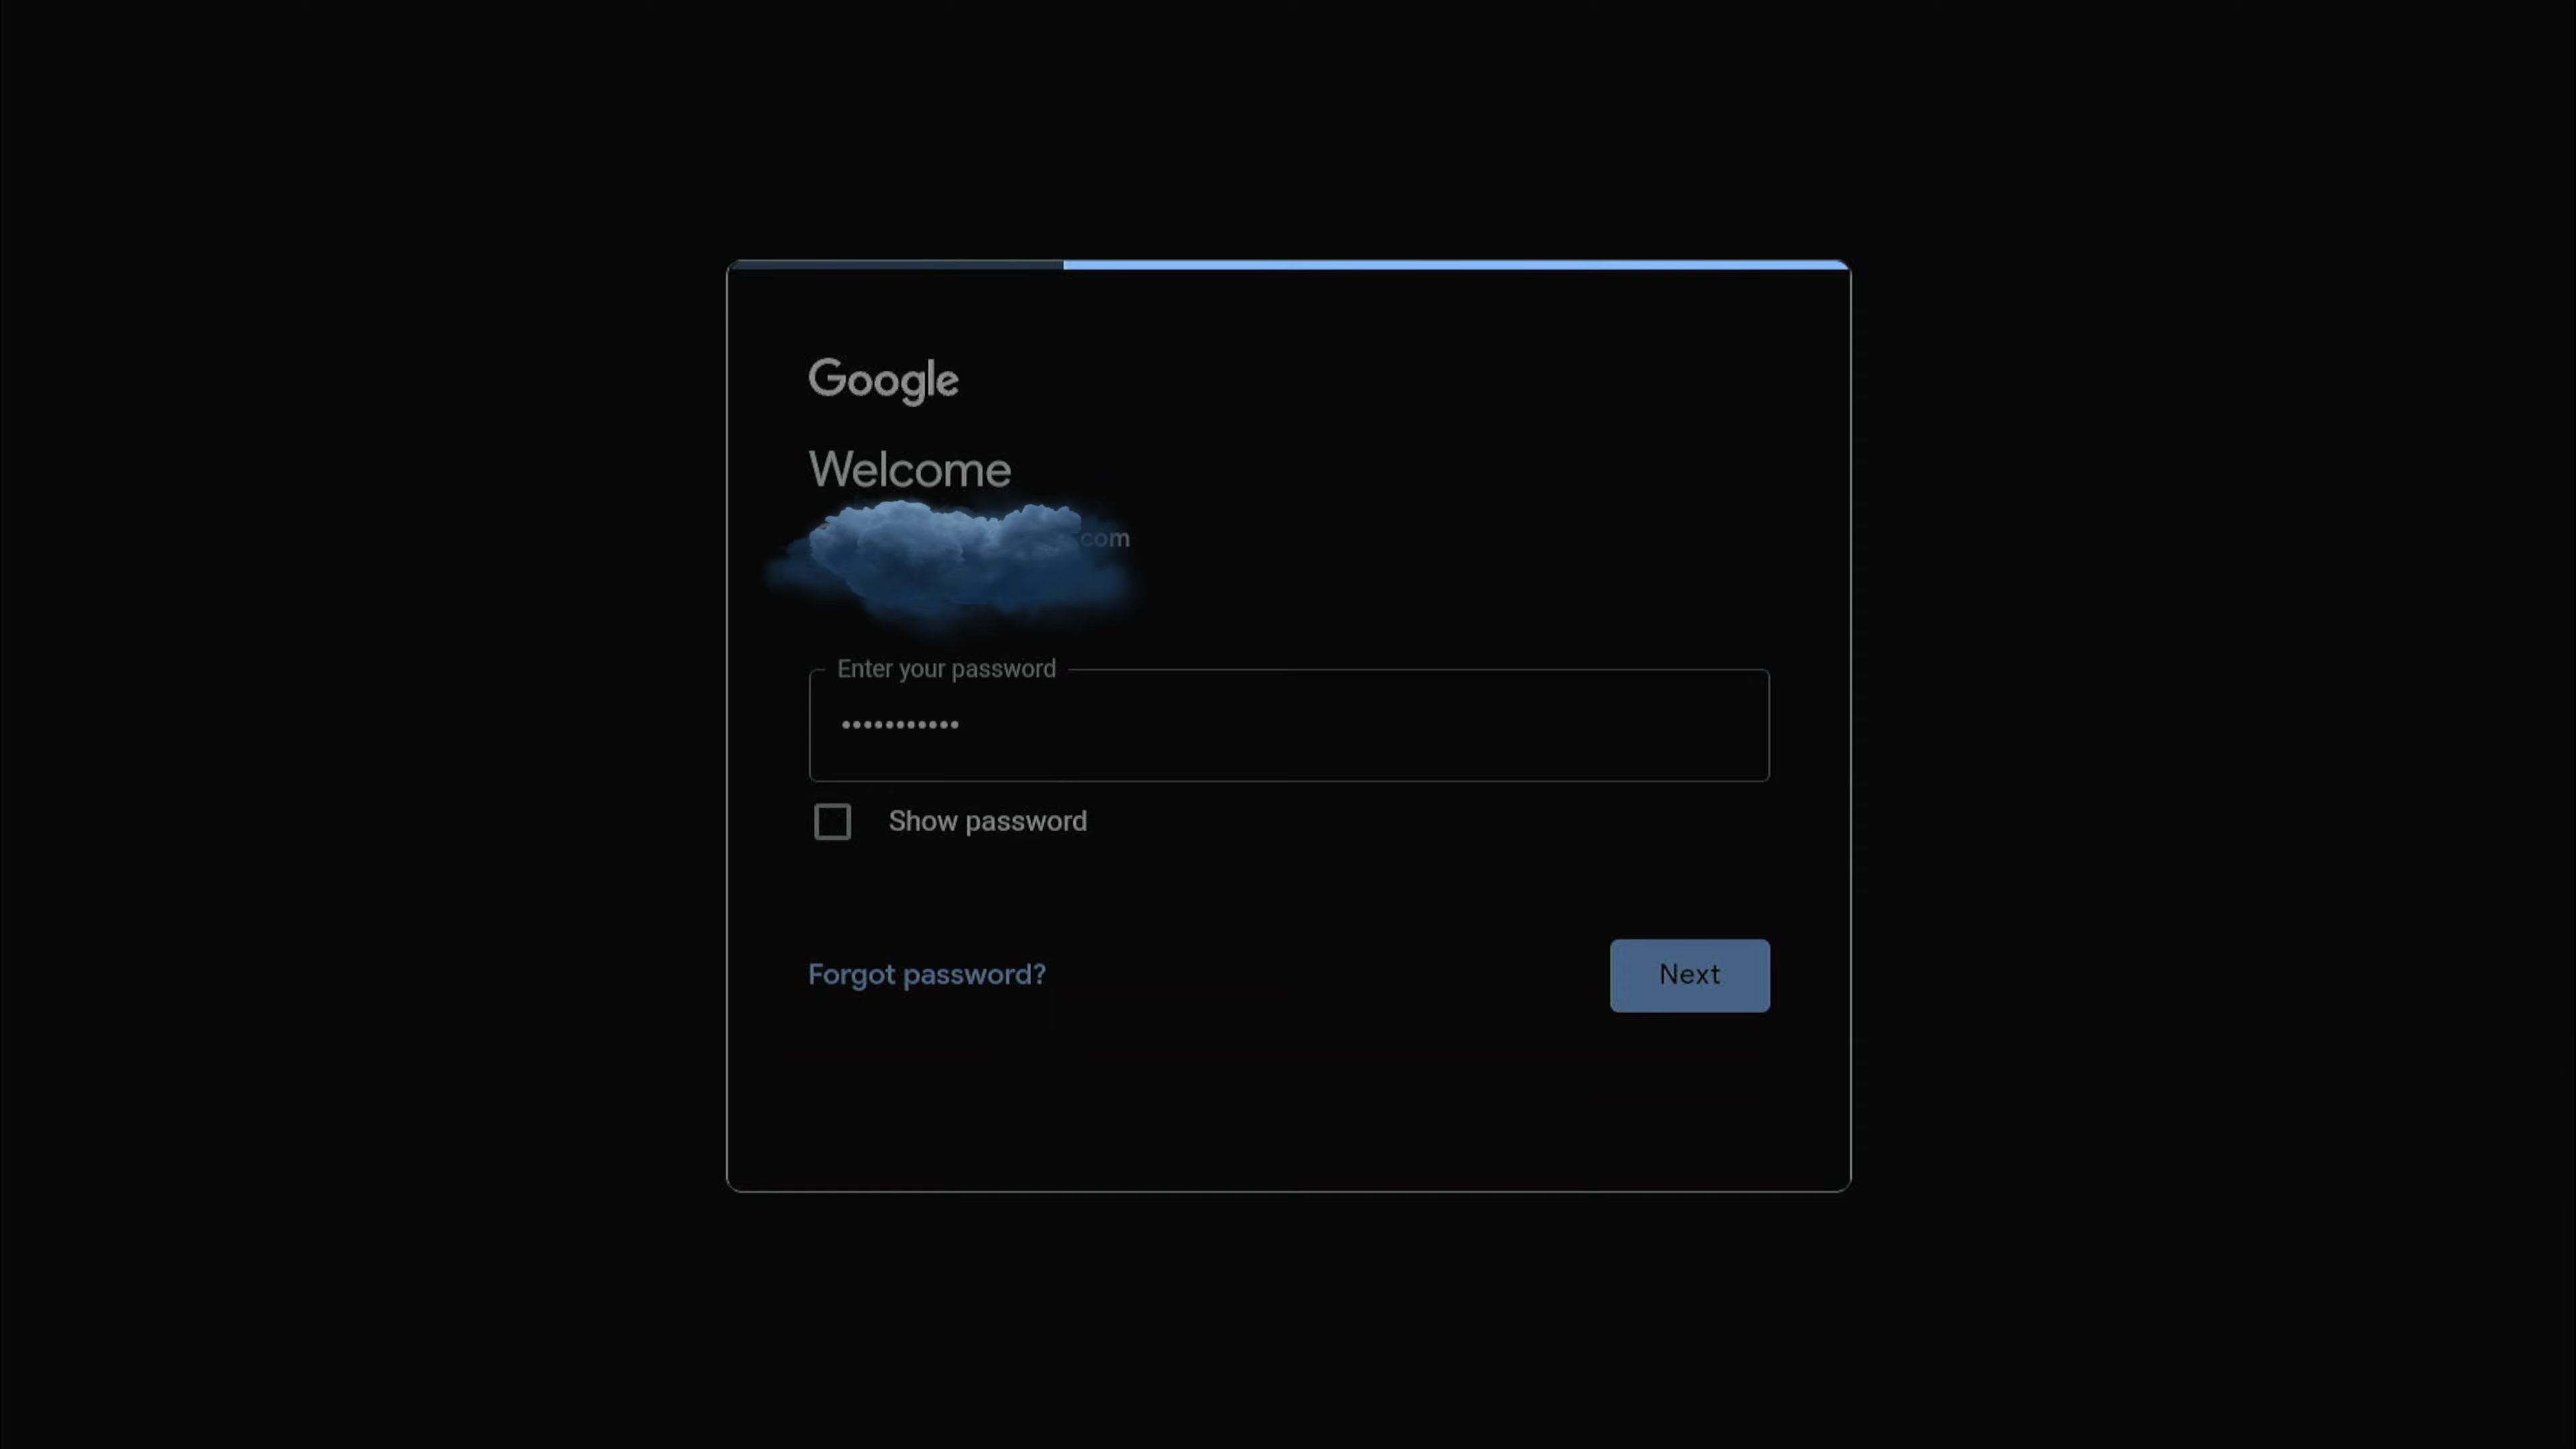 Google
Welcome
.com
Enter your password
•••••••••••
Show password
Forgot password?
Next